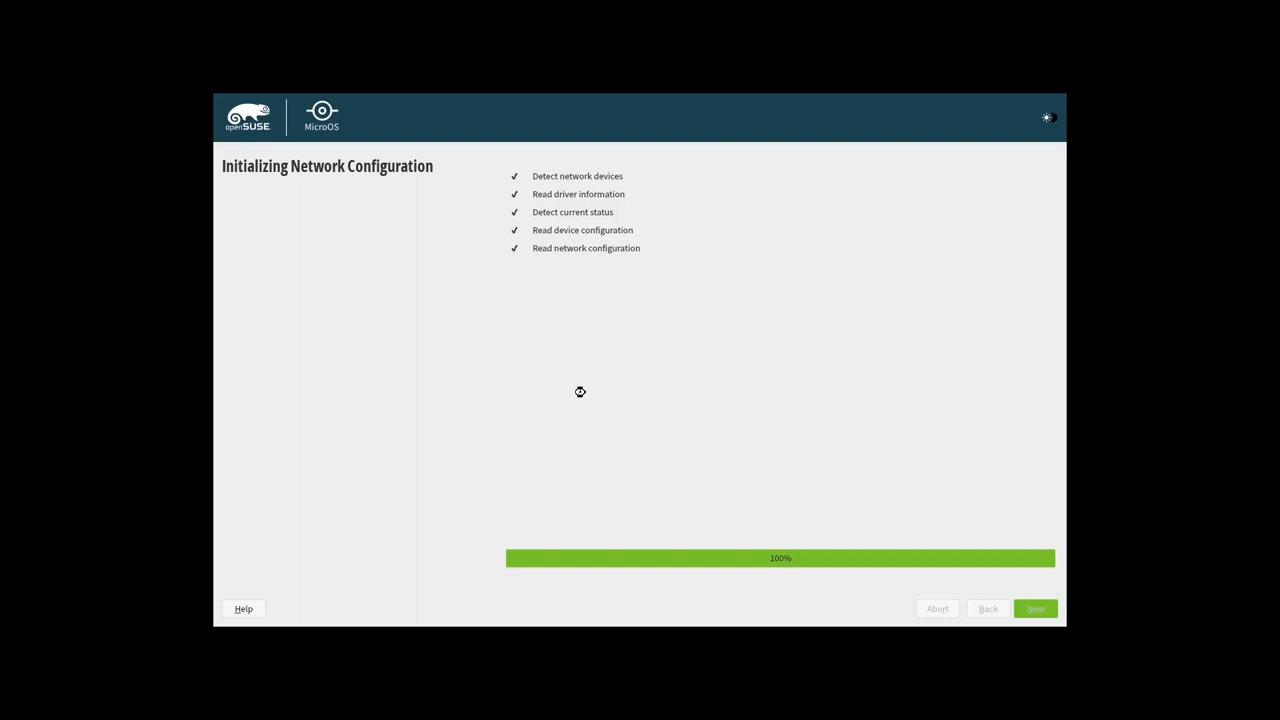 openSUSE
MicroOS
Initializing Network Configuration
✔ Detect network devices
✔ Read driver information
✔ Detect current status
✔ Read device configuration
✔ Read network configuration
100%
Help
Abort
Back
Next